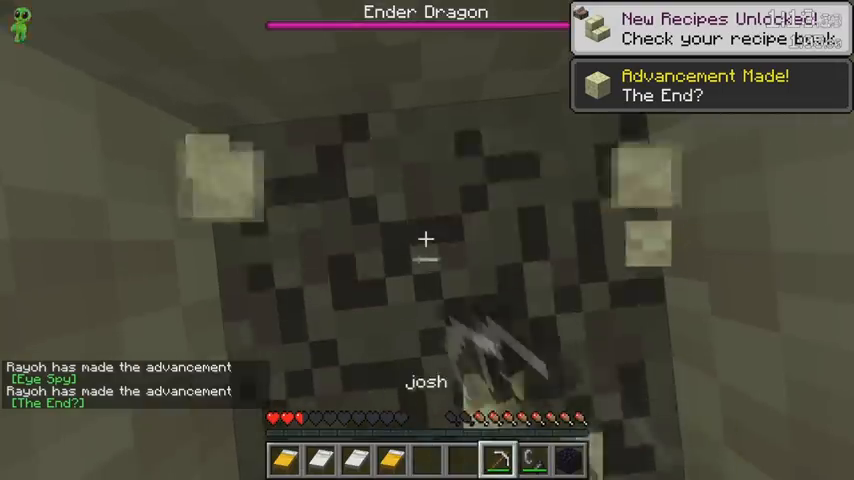 Ender Dragon
New Recipes Unlocked!
Check your recipe book
Advancement Made!
The End?
Rayoh has made the advancement
[Eye Spy]
Rayoh has made the advancement
[The End?]
josh